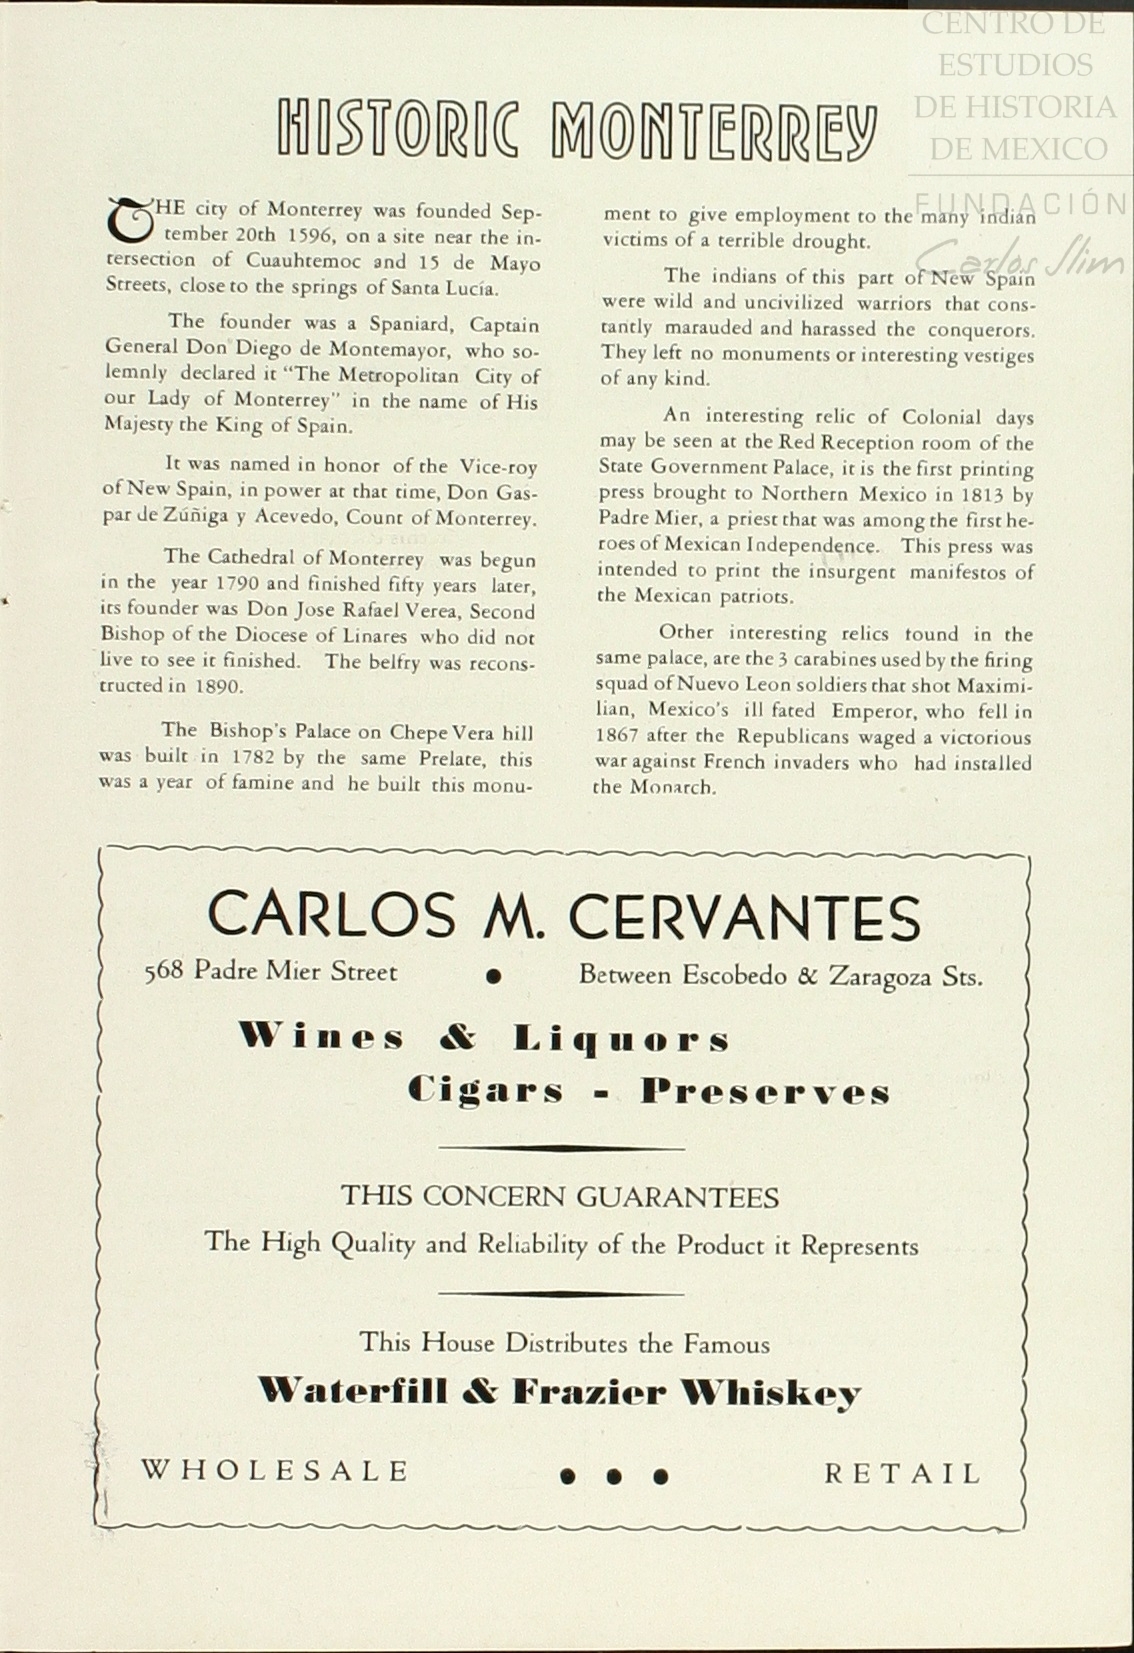 CENTRO DE
ESTUDIOS
DE HISTORIA
DE MEXICO
FUNDACIÓN
Carlos Slim
HISTORIC MONTERREY
THE city of Monterrey was founded Sep-
tember 20th 1596, on a site near the in-
tersection of Cuauhtemoc and 15 de Mayo
Streets, close to the springs of Santa Lucía.
The founder was a Spaniard, Captain
General Don Diego de Montemayor, who so-
lemnly declared it "The Metropolitan City of
our Lady of Monterrey" in the name of His
Majesty the King of Spain.
It was named in honor of the Vice-roy
of New Spain, in power at that time, Don Gas-
par de Zúñiga y Acevedo, Count of Monterrey.
The Cathedral of Monterrey was begun
in the year 1790 and finished fifty years later,
its founder was Don Jose Rafael Verea, Second
Bishop of the Diocese of Linares who did not
live to see it finished. The belfry was recons-
tructed in 1890.
The Bishop's Palace on Chepe Vera hill
was built in 1782 by the same Prelate, this
was a year of famine and he built this monu-
ment to give employment to the many indian
victims of a terrible drought.
The indians of this part of New Spain
were wild and uncivilized warriors that cons-
tantly marauded and harassed the conquerors.
They left no monuments or interesting vestiges
of any kind.
An interesting relic of Colonial days
may be seen at the Red Reception room of the
State Government Palace, it is the first printing
press brought to Northern Mexico in 1813 by
Padre Mier, a priest that was among the first he-
roes of Mexican Independence. This press was
intended to print the insurgent manifestos of
the Mexican patriots.
Other interesting relics found in the
same palace, are the 3 carabines used by the firing
squad of Nuevo Leon soldiers that shot Maximi-
lian, Mexico's ill fated Emperor, who fell in
1867 after the Republicans waged a victorious
war against French invaders who had installed
the Monarch.
CARLOS M. CERVANTES
568 Padre Mier Street • Between Escobedo & Zaragoza Sts.
Wines & Liquors
Cigars - Preserves
THIS CONCERN GUARANTEES
The High Quality and Reliability of the Product it Represents
This House Distributes the Famous
Waterfill & Frazier Whiskey
WHOLESALE • • • RETAIL